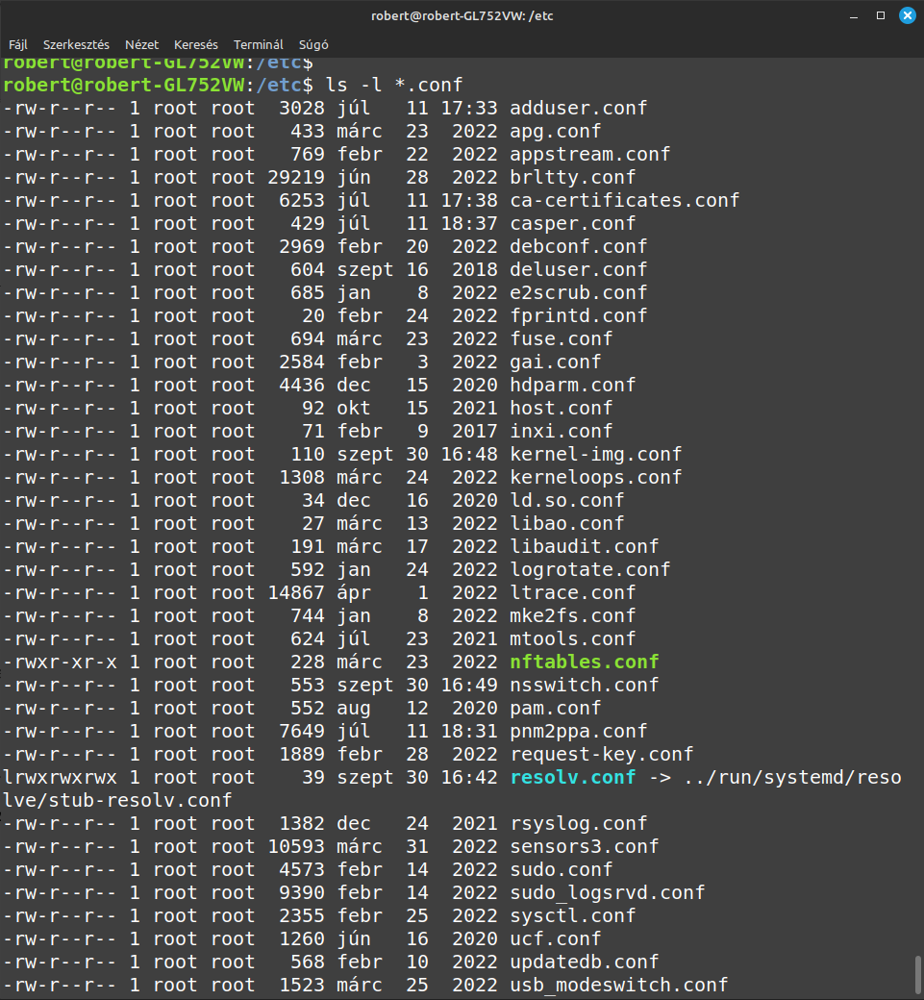 robert@robert-GL752VW: /etc
Fájl Szerkesztés Nézet Keresés Terminál Súgó
robert@robert-GL752VW:/etc$
robert@robert-GL752VW:/etc$ ls -l *.conf
-rw-r--r-- 1 root root  3028 júl   11 17:33 adduser.conf
-rw-r--r-- 1 root root   433 márc  23  2022 apg.conf
-rw-r--r-- 1 root root   769 febr  22  2022 appstream.conf
-rw-r--r-- 1 root root 29219 jún   28  2022 brltty.conf
-rw-r--r-- 1 root root  6253 júl   11 17:38 ca-certificates.conf
-rw-r--r-- 1 root root   429 júl   11 18:37 casper.conf
-rw-r--r-- 1 root root  2969 febr  20  2022 debconf.conf
-rw-r--r-- 1 root root   604 szept 16  2018 deluser.conf
-rw-r--r-- 1 root root   685 jan    8  2022 e2scrub.conf
-rw-r--r-- 1 root root    20 febr  24  2022 fprintd.conf
-rw-r--r-- 1 root root   694 márc  23  2022 fuse.conf
-rw-r--r-- 1 root root  2584 febr   3  2022 gai.conf
-rw-r--r-- 1 root root  4436 dec   15  2020 hdparm.conf
-rw-r--r-- 1 root root    92 okt   15  2021 host.conf
-rw-r--r-- 1 root root    71 febr   9  2017 inxi.conf
-rw-r--r-- 1 root root   110 szept 30 16:48 kernel-img.conf
-rw-r--r-- 1 root root  1308 márc  24  2022 kerneloops.conf
-rw-r--r-- 1 root root    34 dec   16  2020 ld.so.conf
-rw-r--r-- 1 root root    27 márc  13  2022 libao.conf
-rw-r--r-- 1 root root   191 márc  17  2022 libaudit.conf
-rw-r--r-- 1 root root   592 jan   24  2022 logrotate.conf
-rw-r--r-- 1 root root 14867 ápr    1  2022 ltrace.conf
-rw-r--r-- 1 root root   744 jan    8  2022 mke2fs.conf
-rw-r--r-- 1 root root   624 júl   23  2021 mtools.conf
-rwxr-xr-x 1 root root   228 márc  23  2022 nftables.conf
-rw-r--r-- 1 root root   553 szept 30 16:49 nsswitch.conf
-rw-r--r-- 1 root root   552 aug   12  2020 pam.conf
-rw-r--r-- 1 root root  7649 júl   11 18:31 pnm2ppa.conf
-rw-r--r-- 1 root root  1889 febr  28  2022 request-key.conf
lrwxrwxrwx 1 root root    39 szept 30 16:42 resolv.conf -> ../run/systemd/reso
lve/stub-resolv.conf
-rw-r--r-- 1 root root  1382 dec   24  2021 rsyslog.conf
-rw-r--r-- 1 root root 10593 márc  31  2022 sensors3.conf
-rw-r--r-- 1 root root  4573 febr  14  2022 sudo.conf
-rw-r--r-- 1 root root  9390 febr  14  2022 sudo_logsrvd.conf
-rw-r--r-- 1 root root  2355 febr  25  2022 sysctl.conf
-rw-r--r-- 1 root root  1260 jún   16  2020 ucf.conf
-rw-r--r-- 1 root root   568 febr  10  2022 updatedb.conf
-rw-r--r-- 1 root root  1523 márc  25  2022 usb_modeswitch.conf